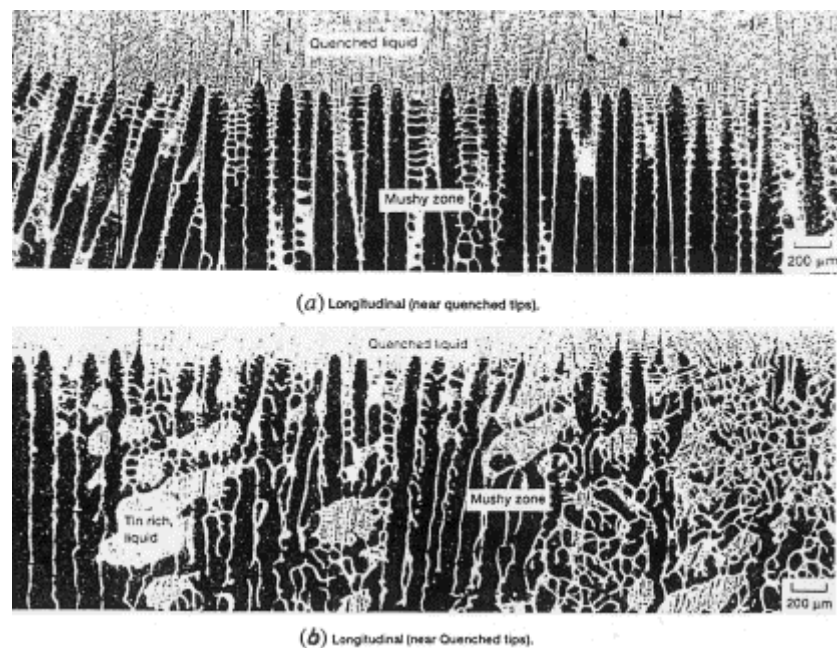 Quenched liquid
Mushy zone
200 μm
(a) Longitudinal (near quenched tips).
Quenched liquid
Mushy zone
Tin rich,
liquid
200 μm
(b) Longitudinal (near Quenched tips).